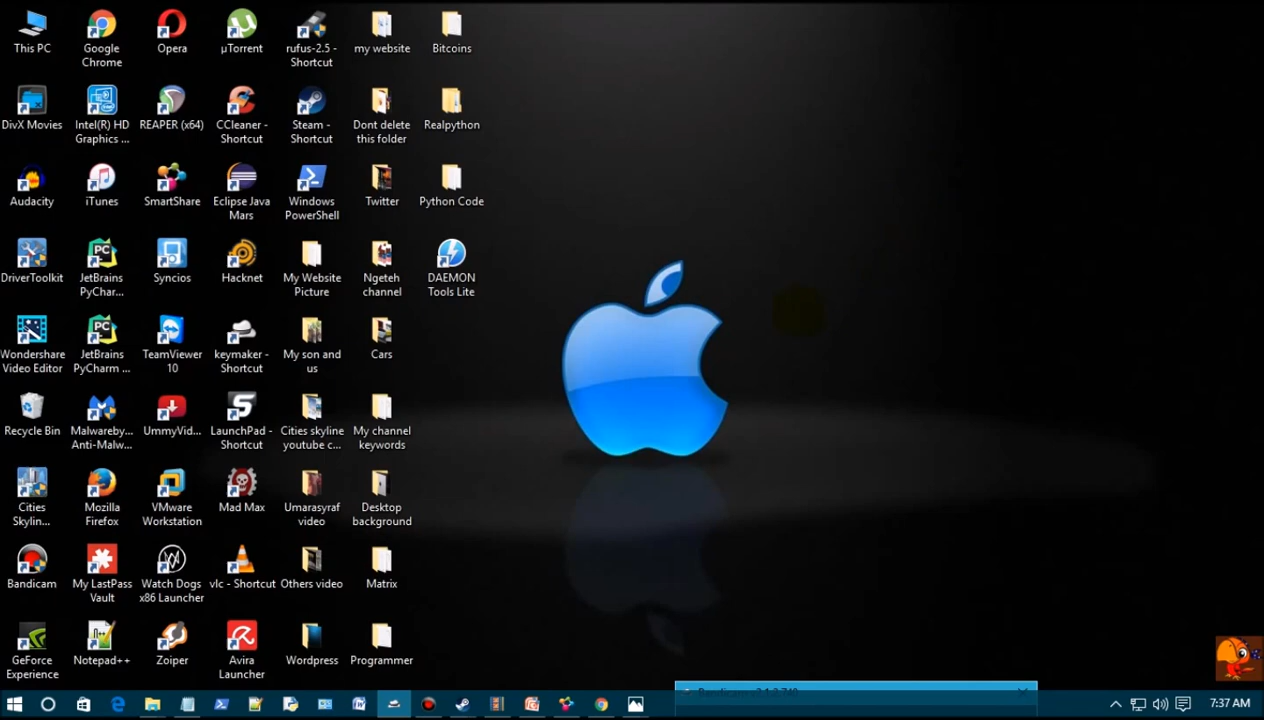 This PC
Google
Chrome
Opera
µTorrent
rufus-2.5 -
Shortcut
my website
Bitcoins
DivX Movies
Intel(R) HD
Graphics ...
REAPER (x64)
CCleaner -
Shortcut
Steam -
Shortcut
Dont delete
this folder
Realpython
Audacity
iTunes
SmartShare
Eclipse Java
Mars
Windows
PowerShell
Twitter
Python Code
DriverToolkit
JetBrains
PyChar...
Syncios
Hacknet
My Website
Picture
Ngeteh
channel
DAEMON
Tools Lite
Wondershare
Video Editor
JetBrains
PyCharm ...
TeamViewer
10
keymaker -
Shortcut
My son and
us
Cars
Recycle Bin
Malwareby...
Anti-Malw...
UmmyVid...
LaunchPad -
Shortcut
Cities skyline
youtube c...
My channel
keywords
Cities
Skylin...
Mozilla
Firefox
VMware
Workstation
Mad Max
Umarasyraf
video
Desktop
background
Bandicam
My LastPass
Vault
Watch Dogs
x86 Launcher
vlc - Shortcut
Others video
Matrix
GeForce
Experience
Notepad++
Zoiper
Avira
Launcher
Wordpress
Programmer
7:37 AM